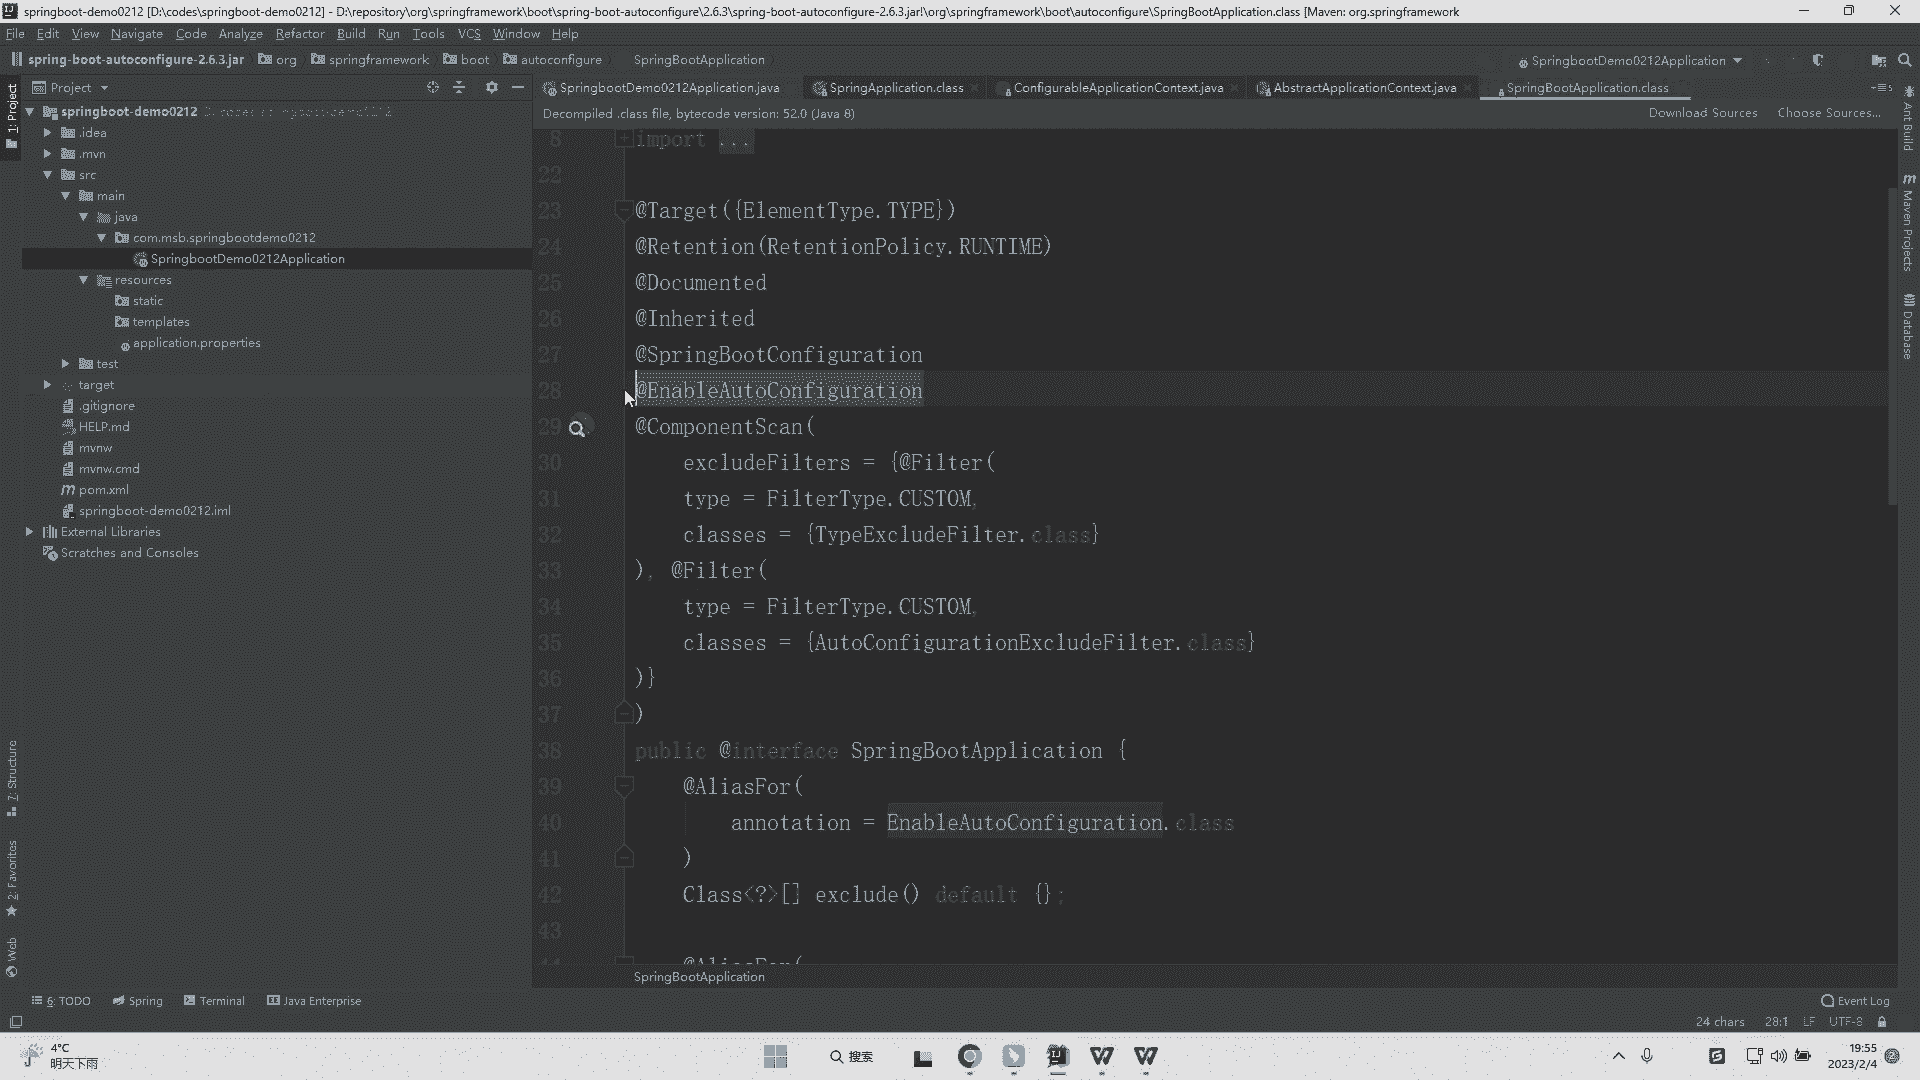 springboot-demo0212 [D:\codes\springboot-demo0212] - D:\repository\org\springframework\boot\spring-boot-autoconfigure\2.6.3\spring-boot-autoconfigure-2.6.3.jar!\org\springframework\boot\autoconfigure\SpringBootApplication.class [Maven: org.springframework
File Edit View Navigate Code Analyze Refactor Build Run Tools VCS Window Help
spring-boot-autoconfigure-2.6.3.jar org springframework boot autoconfigure SpringBootApplication SpringbootDemo0212Application
Project SpringbootDemo0212Application.java SpringApplication.class ConfigurableApplicationContext.java AbstractApplicationContext.java SpringBootApplication.class
Decompiled .class file, bytecode version: 52.0 (Java 8) Download Sources Choose Sources...
springboot-demo0212
.idea
.mvn
src
main
java
com.msb.springbootdemo0212
SpringbootDemo0212Application
resources
static
templates
application.properties
test
target
.gitignore
HELP.md
mvnw
mvnw.cmd
pom.xml
springboot-demo0212.iml
External Libraries
Scratches and Consoles
1: Project
7: Structure
2: Favorites
Web
8 import ...
22
23 @Target({ElementType.TYPE})
24 @Retention(RetentionPolicy.RUNTIME)
25 @Documented
26 @Inherited
27 @SpringBootConfiguration
28 @EnableAutoConfiguration
29 @ComponentScan(
30 excludeFilters = {@Filter(
31 type = FilterType.CUSTOM,
32 classes = {TypeExcludeFilter.class}
33 ), @Filter(
34 type = FilterType.CUSTOM,
35 classes = {AutoConfigurationExcludeFilter.class}
36 )}
37 )
38 public @interface SpringBootApplication {
39 @AliasFor(
40 annotation = EnableAutoConfiguration.class
41 )
42 Class<?>[] exclude() default {};
43
44 @AliasFor(
SpringBootApplication
Ant Build
Maven Projects
Database
6: TODO Spring Terminal Java Enterprise Event Log
24 chars 28:1 LF UTF-8
4°C
明天下雨
搜索
19:55
2023/2/4